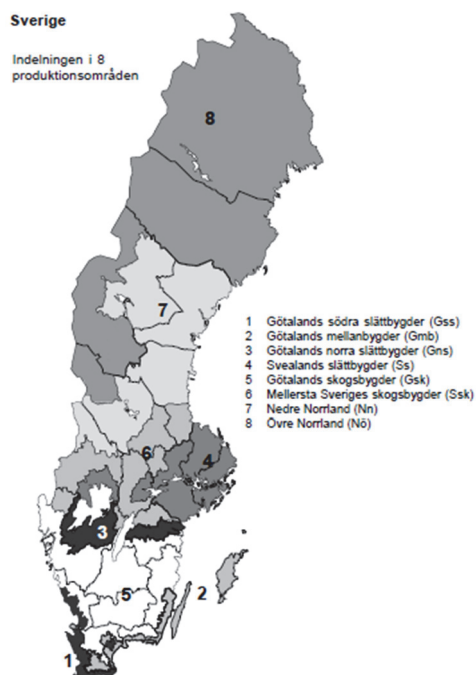 Sverige
Indelningen i 8
produktionsområden
8
7
1 Götalands södra slättbygder (Gss)
2 Götalands mellanbygder (Gmb)
3 Götalands norra slättbygder (Gns)
4 Svealands slättbygder (Ss)
5 Götalands skogsbygder (Gsk)
6 Mellersta Sveriges skogsbygder (Ssk)
7 Nedre Norrland (Nn)
8 Övre Norrland (Nö)
6
4
3
5
2
1